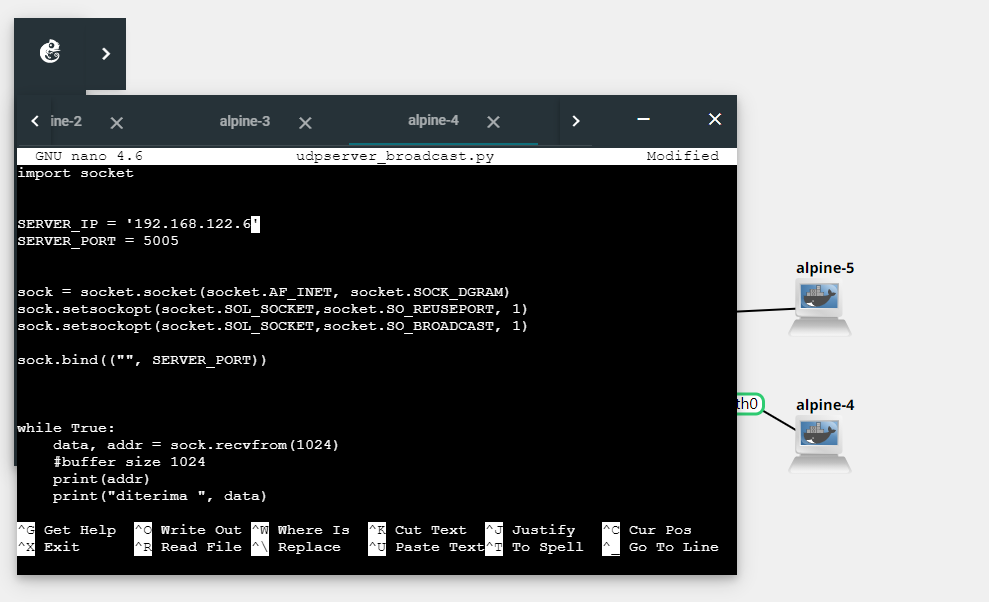 ine-2
alpine-3
alpine-4
GNU nano 4.6 udpserver_broadcast.py Modified
import socket
SERVER_IP = '192.168.122.6'
SERVER_PORT = 5005
sock = socket.socket(socket.AF_INET, socket.SOCK_DGRAM)
sock.setsockopt(socket.SOL_SOCKET,socket.SO_REUSEPORT, 1)
sock.setsockopt(socket.SOL_SOCKET,socket.SO_BROADCAST, 1)
sock.bind(("", SERVER_PORT))
while True:
    data, addr = sock.recvfrom(1024)
    #buffer size 1024
    print(addr)
    print("diterima ", data)
^G Get Help ^O Write Out ^W Where Is ^K Cut Text ^J Justify ^C Cur Pos
^X Exit ^R Read File ^\ Replace ^U Paste Text^T To Spell ^_ Go To Line
alpine-5
th0
alpine-4